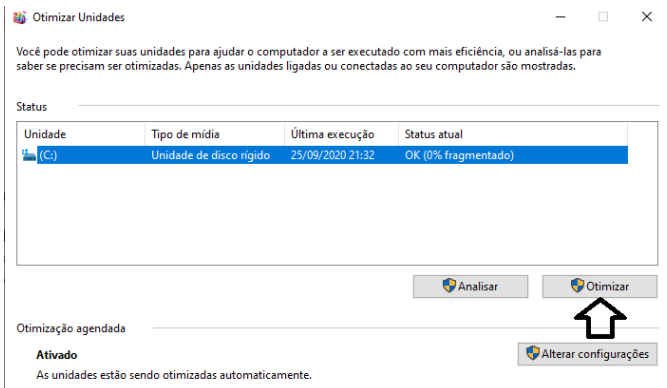 Otimizar Unidades
Você pode otimizar suas unidades para ajudar o computador a ser executado com mais eficiência, ou analisá-las para
saber se precisam ser otimizadas. Apenas as unidades ligadas ou conectadas ao seu computador são mostradas.
Status
Unidade Tipo de mídia Última execução Status atual
(C:) Unidade de disco rígido 25/09/2020 21:32 OK (0% fragmentado)
Analisar Otimizar
Otimização agendada
Ativado Alterar configurações
As unidades estão sendo otimizadas automaticamente.